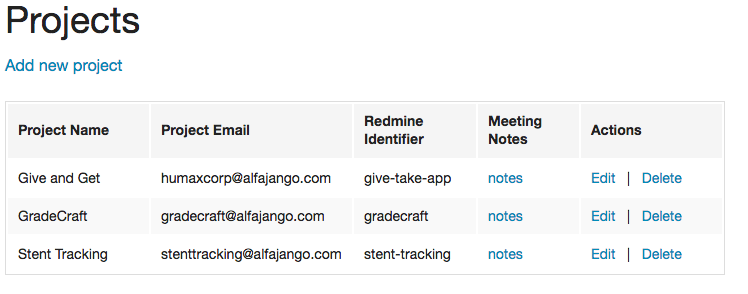 Projects
Add new project
Project Name Project Email Redmine Identifier Meeting Notes Actions
Give and Get humaxcorp@alfajango.com give-take-app notes Edit | Delete
GradeCraft gradecraft@alfajango.com gradecraft notes Edit | Delete
Stent Tracking stenttracking@alfajango.com stent-tracking notes Edit | Delete